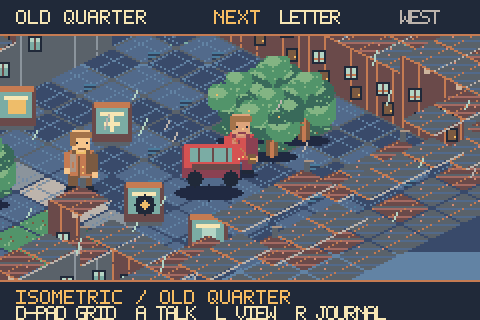 OLD QUARTER NEXT LETTER WEST
ISOMETRIC / OLD QUARTER
D-PAD GRID A TALK L VIEW R JOURNAL